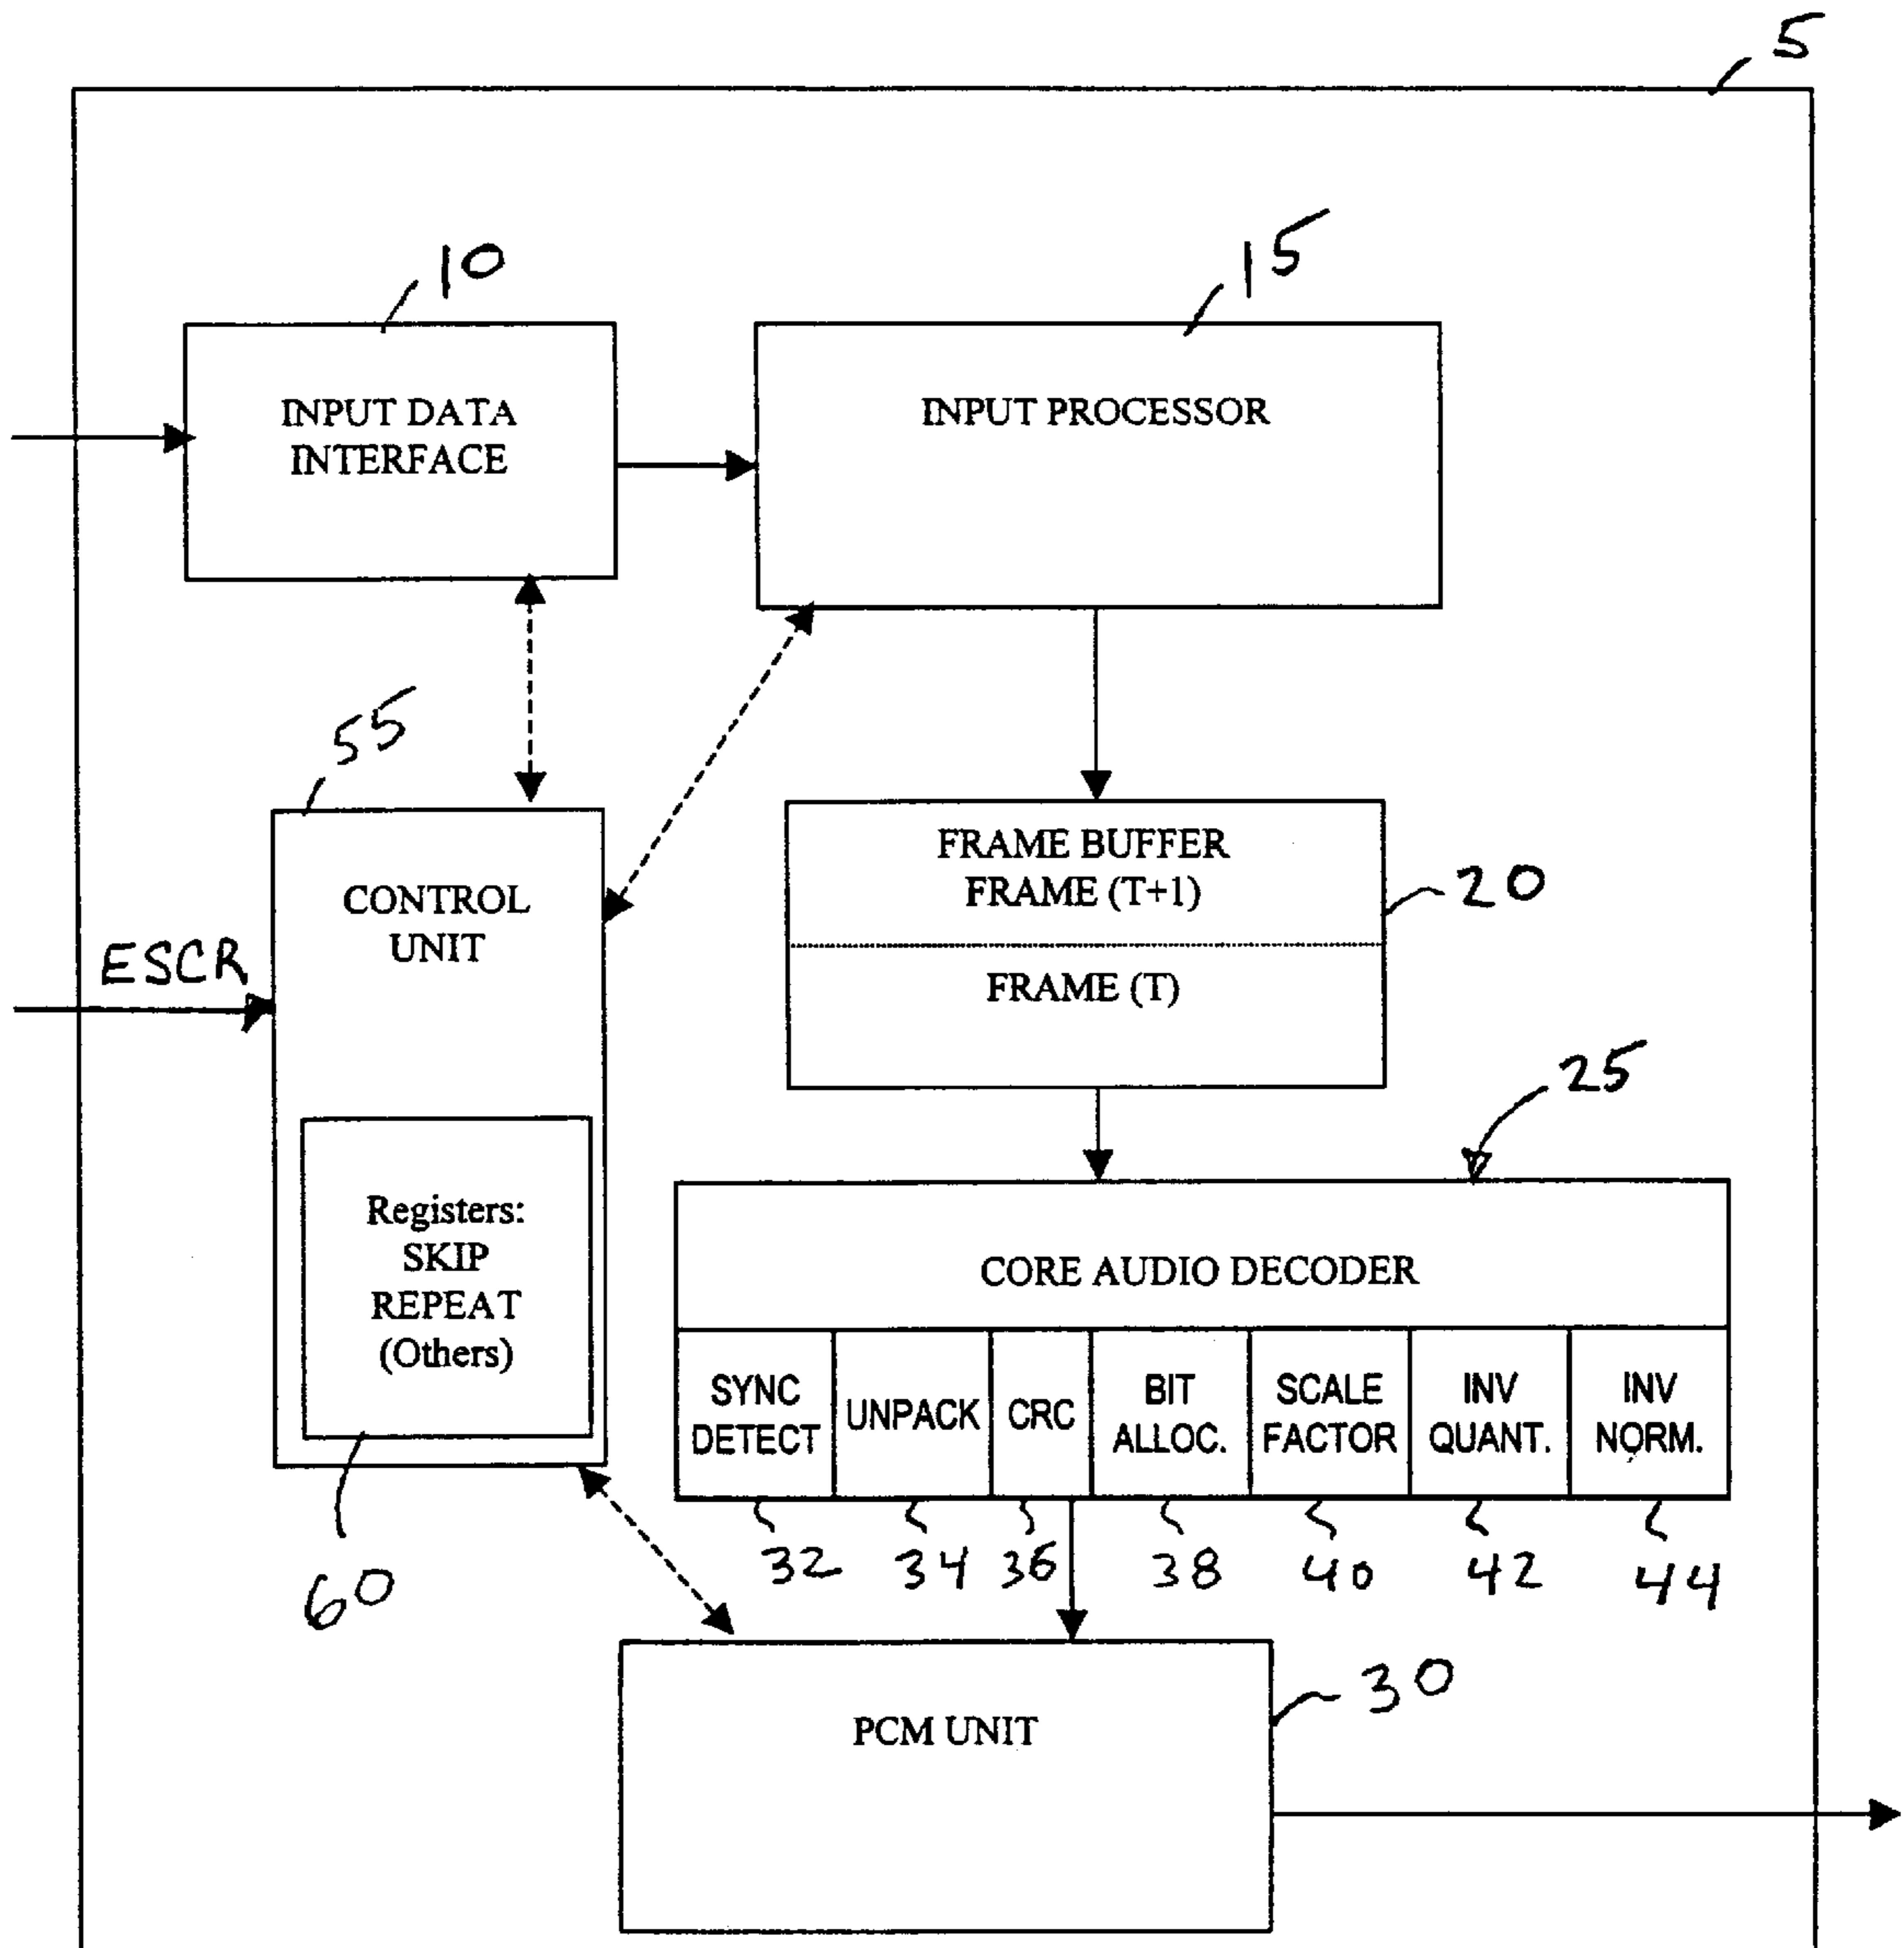 5
10
15
INPUT DATA
INTERFACE
INPUT PROCESSOR
55
CONTROL
UNIT
ESCR
FRAME BUFFER
FRAME (T+1)
FRAME (T)
20
25
Registers:
SKIP
REPEAT
(Others)
60
CORE AUDIO DECODER
SYNC
DETECT
UNPACK
CRC
BIT
ALLOC.
SCALE
FACTOR
INV
QUANT.
INV
NORM.
32
34
36
38
40
42
44
PCM UNIT
30